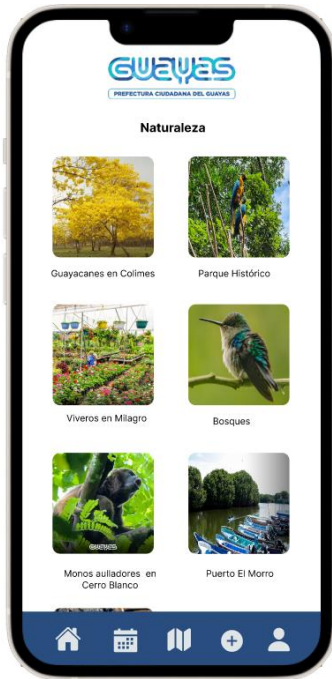 GUAYAS
PREFECTURA CIUDADANA DEL GUAYAS
Naturaleza
Guayacanes en Colimes
Parque Histórico
Viveros en Milagro
Bosques
GUAYAS
Monos aulladores en
Cerro Blanco
Puerto El Morro